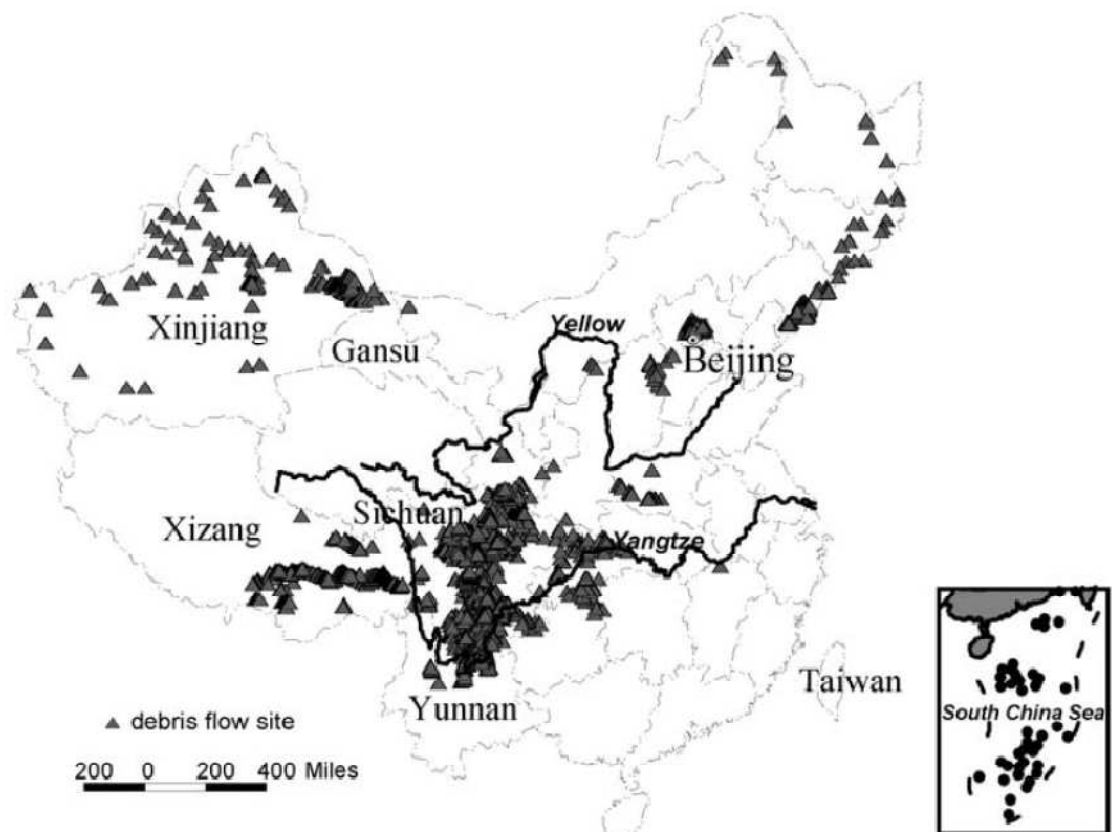 Yellow
Xinjiang
Gansu
Beijing
Sichuan
Xizang
Yangtze
Taiwan
Yunnan
South China Sea
debris flow site
200 0 200 400 Miles